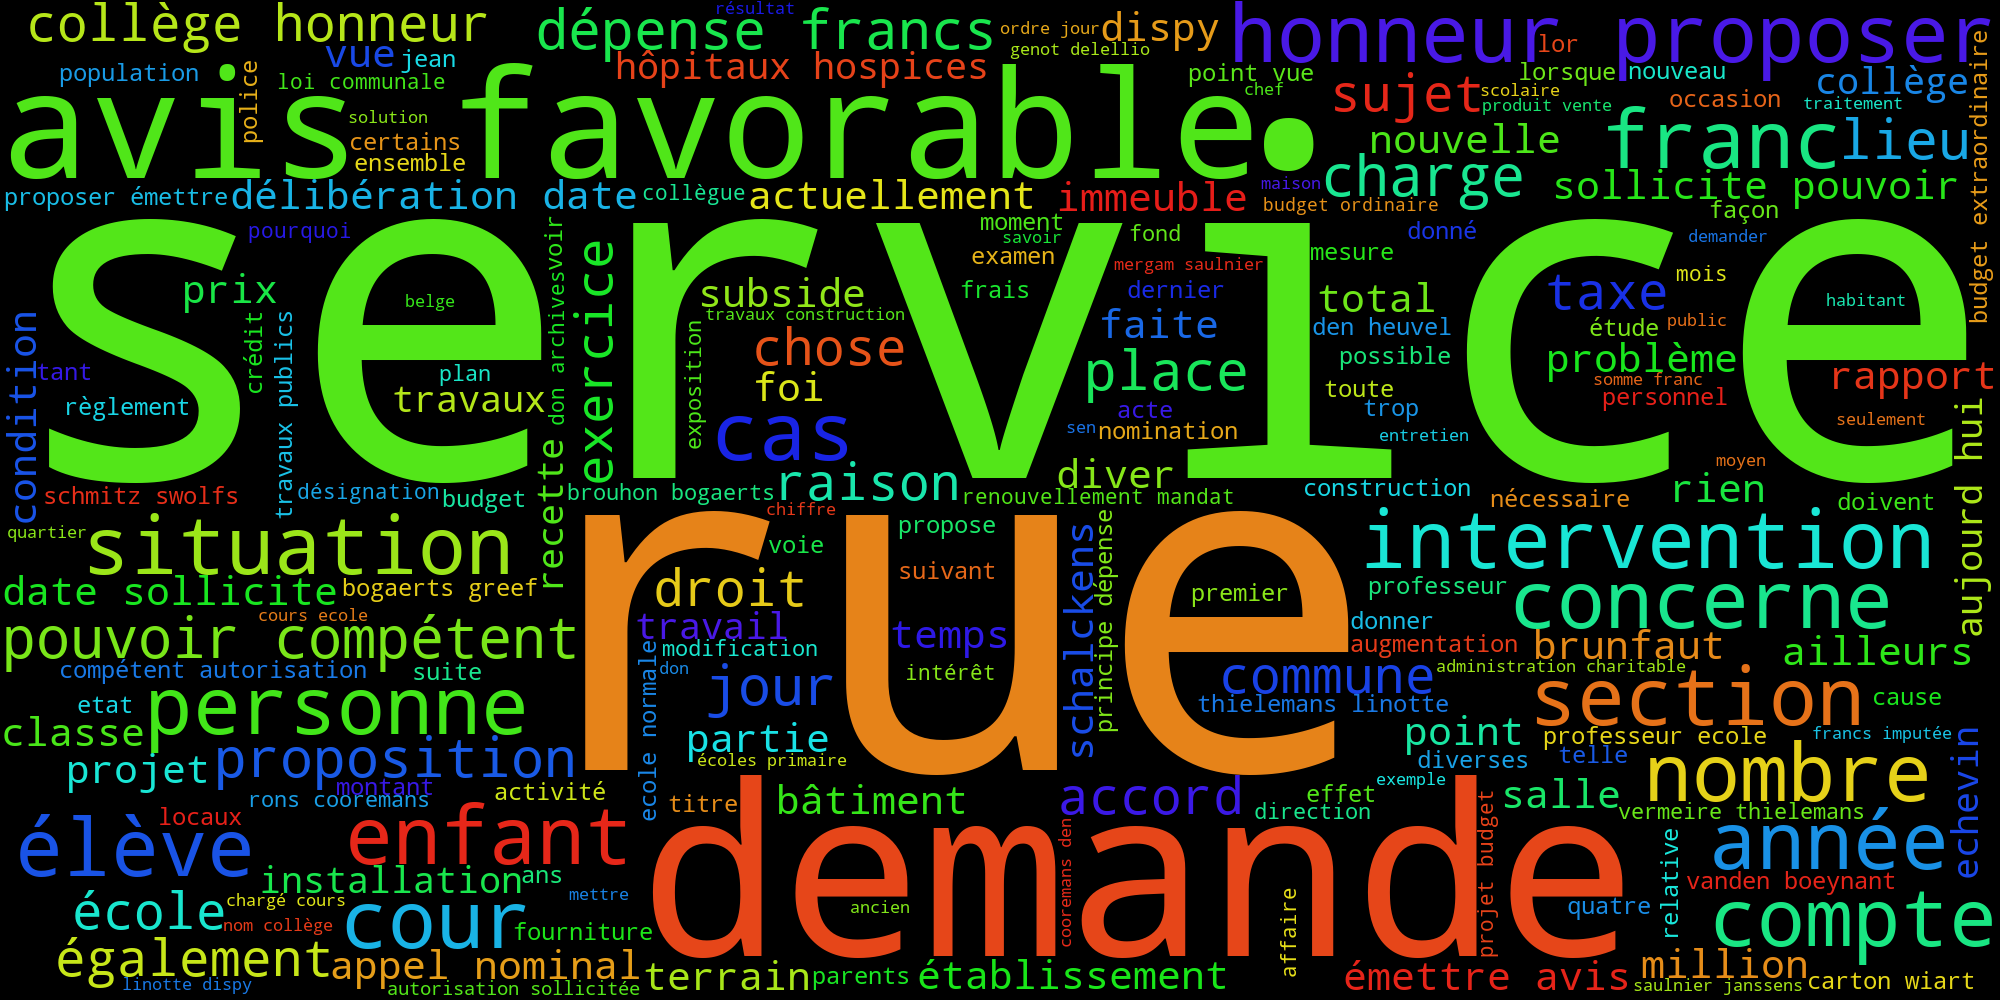 collège honneur
dépense francs
résultat
ordre jour
dispy
honneur proposer
genot delellio
lor
vue
jean
population
police
loi communale
hôpitaux hospices
point vue
chef
sujet
lorsque
nouveau
scolaire
produit vente
occasion
collège
traitement
budget extraordinaire
avis favorable
solution
certains
ensemble
nouvelle
franc
lieu
proposer émettre
délibération date
collègue
actuellement
immeuble
maison
charge
budget ordinaire
sollicite pouvoir
façon
service
pourquoi
voir
moment
savoir
examen
fond
mesure
donné
demander
mergam saulnier
prix
belge
exercice
subside
frais
dernier
total
taxe
mois
habitant
condition
crédit
travaux publics
don archives
travaux construction
exposition
faite
den heuvel
étude
public
tant
plan
chose
place
possible
problème
rapport
règlement
travaux
foi
toute
somme franc
personnel
cas
acte
trop
seulement
sen
nomination
entretien
aujourd hui
recette
raison
diver
moyen
schmitz swolfs
désignation
budget
brouhon bogaerts
renouvellement mandat
construction
nécessaire
rien
doivent
quartier
situation
rue
chiffre
propose
voie
schalckens
principe dépense
intervention
date sollicite
bogaerts greef
droit
suivant
premier
professeur
concerne
cours ecole
pouvoir compétent
travail
temps
donner
augmentation
brunfaut
ailleurs
modification
compétent autorisation
suite
ecole normale
don
intérêt
commune
administration charitable
etat
personne
jour
thielemans linotte
section
cause
classe
partie
point
professeur ecole
francs imputée
projet
proposition
écoles primaire
diverses
telle
echevin
montant
rons cooremans
activité
titre
bâtiment
accord
exemple
effet
direction
salle
nombre
vermeire thielemans
locaux
élève
enfant
demande
cooremans den
projet budget
relative
année
installation
ans
vanden boeynant
école
chargé cours
mettre
ancien
affaire
quatre
compte
nom collège
cour
fourniture
également
appel nominal
terrain
parents
établissement
émettre avis
million
linotte dispy
autorisation sollicitée
saulnier janssens
carton wiart